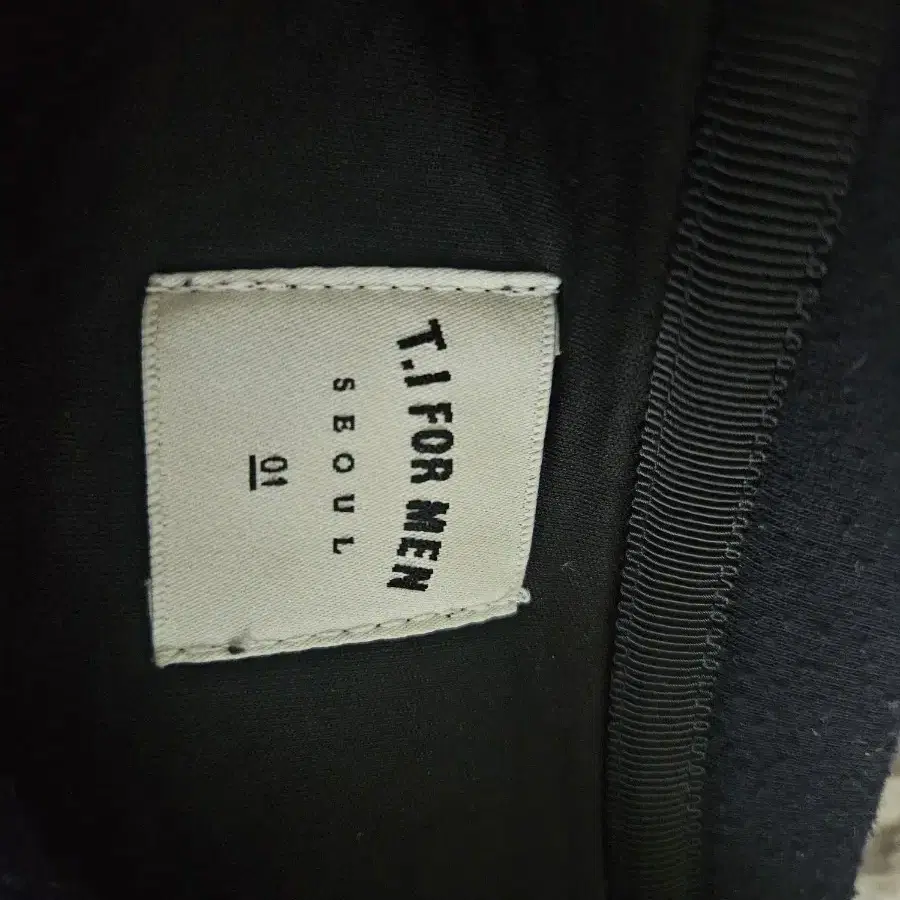 T.I FOR MEN
SEOUL
01